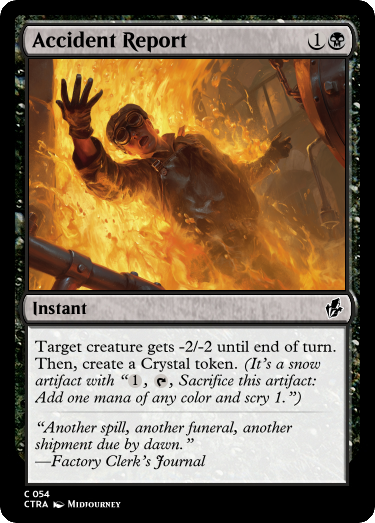 Accident Report 1
Instant
Target creature gets -2/-2 until end of turn.
Then, create a Crystal token. (It's a snow
artifact with “1, , Sacrifice this artifact:
Add one mana of any color and scry 1.”)
“Another spill, another funeral, another
shipment due by dawn.”
—Factory Clerk's Journal
C 054
CTRA Midjourney